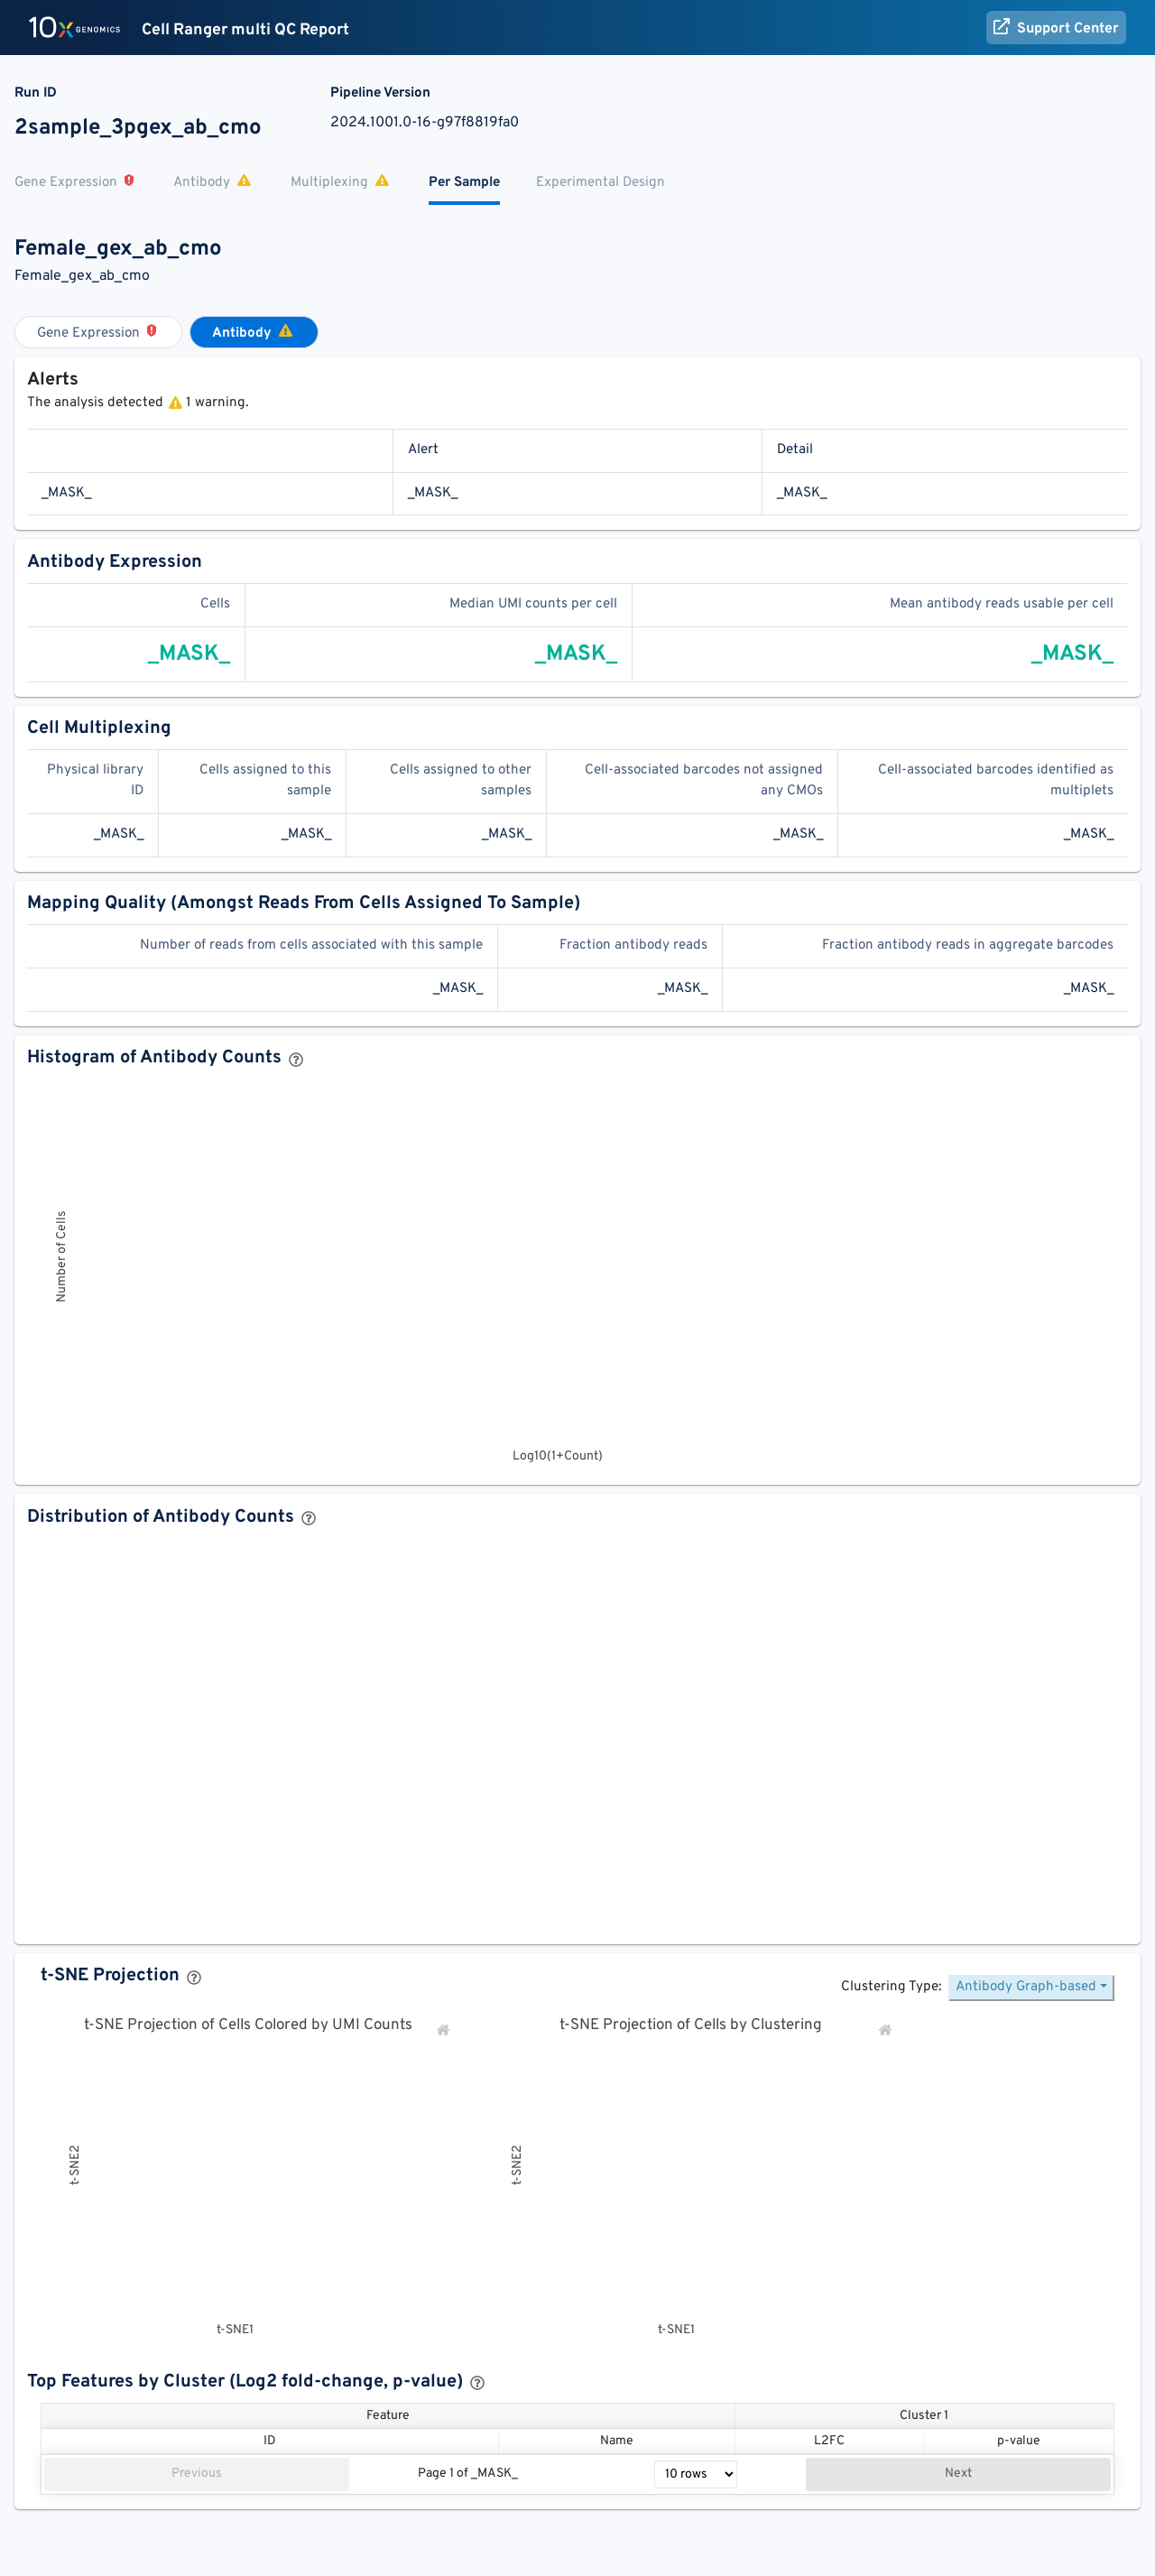 10x GENOMICS Cell Ranger multi QC Report Support Center
Run ID Pipeline Version
2sample_3pgex_ab_cmo 2024.1001.0-16-g97f8819fa0
Gene Expression Antibody Multiplexing Per Sample Experimental Design
Female_gex_ab_cmo
Female_gex_ab_cmo
Gene Expression Antibody
Alerts
The analysis detected 1 warning.
Alert Detail
_MASK_ _MASK_ _MASK_
Antibody Expression
Cells Median UMI counts per cell Mean antibody reads usable per cell
_MASK_ _MASK_ _MASK_
Cell Multiplexing
Physical library ID Cells assigned to this sample Cells assigned to other samples Cell-associated barcodes not assigned any CMOs Cell-associated barcodes identified as multiplets
_MASK_ _MASK_ _MASK_ _MASK_ _MASK_
Mapping Quality (Amongst Reads From Cells Assigned To Sample)
Number of reads from cells associated with this sample Fraction antibody reads Fraction antibody reads in aggregate barcodes
_MASK_ _MASK_ _MASK_
Histogram of Antibody Counts
Number of Cells
Log10(1+Count)
Distribution of Antibody Counts
t-SNE Projection
Clustering Type: Antibody Graph-based
t-SNE Projection of Cells Colored by UMI Counts t-SNE Projection of Cells by Clustering
t-SNE2 t-SNE2
t-SNE1 t-SNE1
Top Features by Cluster (Log2 fold-change, p-value)
Feature Cluster 1
ID Name L2FC p-value
Previous Page 1 of _MASK_ 10 rows Next